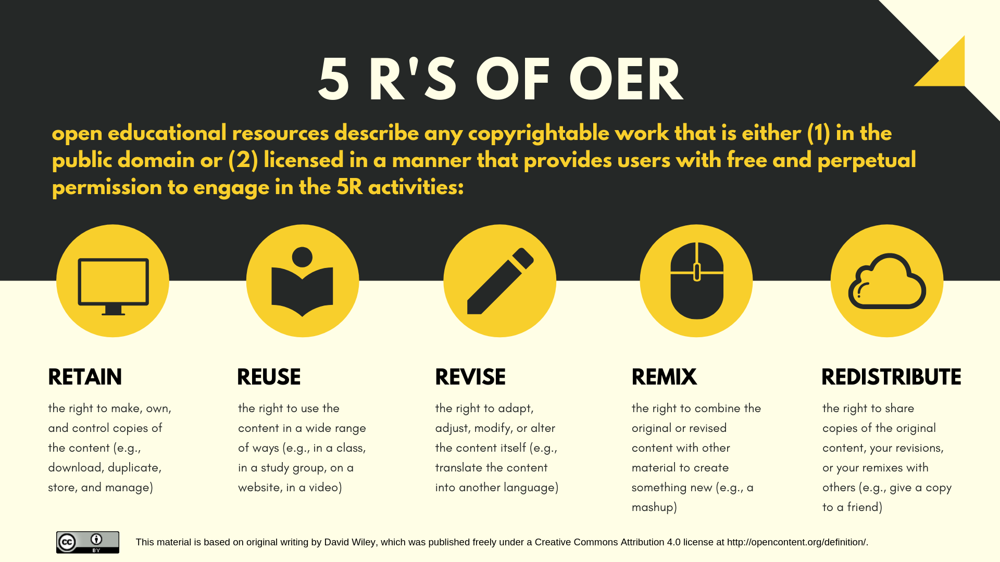 5 R'S OF OER
open educational resources describe any copyrightable work that is either (1) in the
public domain or (2) licensed in a manner that provides users with free and perpetual
permission to engage in the 5R activities:
RETAIN
the right to make, own,
and control copies of
the content (e.g.,
download, duplicate,
store, and manage)
REUSE
the right to use the
content in a wide range
of ways (e.g., in a class,
in a study group, on a
website, in a video)
REVISE
the right to adapt,
adjust, modify, or alter
the content itself (e.g.,
translate the content
into another language)
REMIX
the right to combine the
original or revised
content with other
material to create
something new (e.g., a
mashup)
REDISTRIBUTE
the right to share
copies of the original
content, your revisions,
or your remixes with
others (e.g., give a copy
to a friend)
cc
BY
This material is based on original writing by David Wiley, which was published freely under a Creative Commons Attribution 4.0 license at http://opencontent.org/definition/.